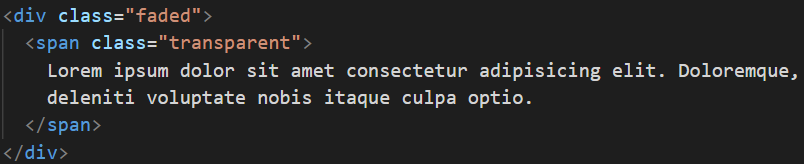 <div class="faded">
<span class="transparent">
Lorem ipsum dolor sit amet consectetur adipisicing elit. Doloremque,
deleniti voluptate nobis itaque culpa optio.
</span>
</div>